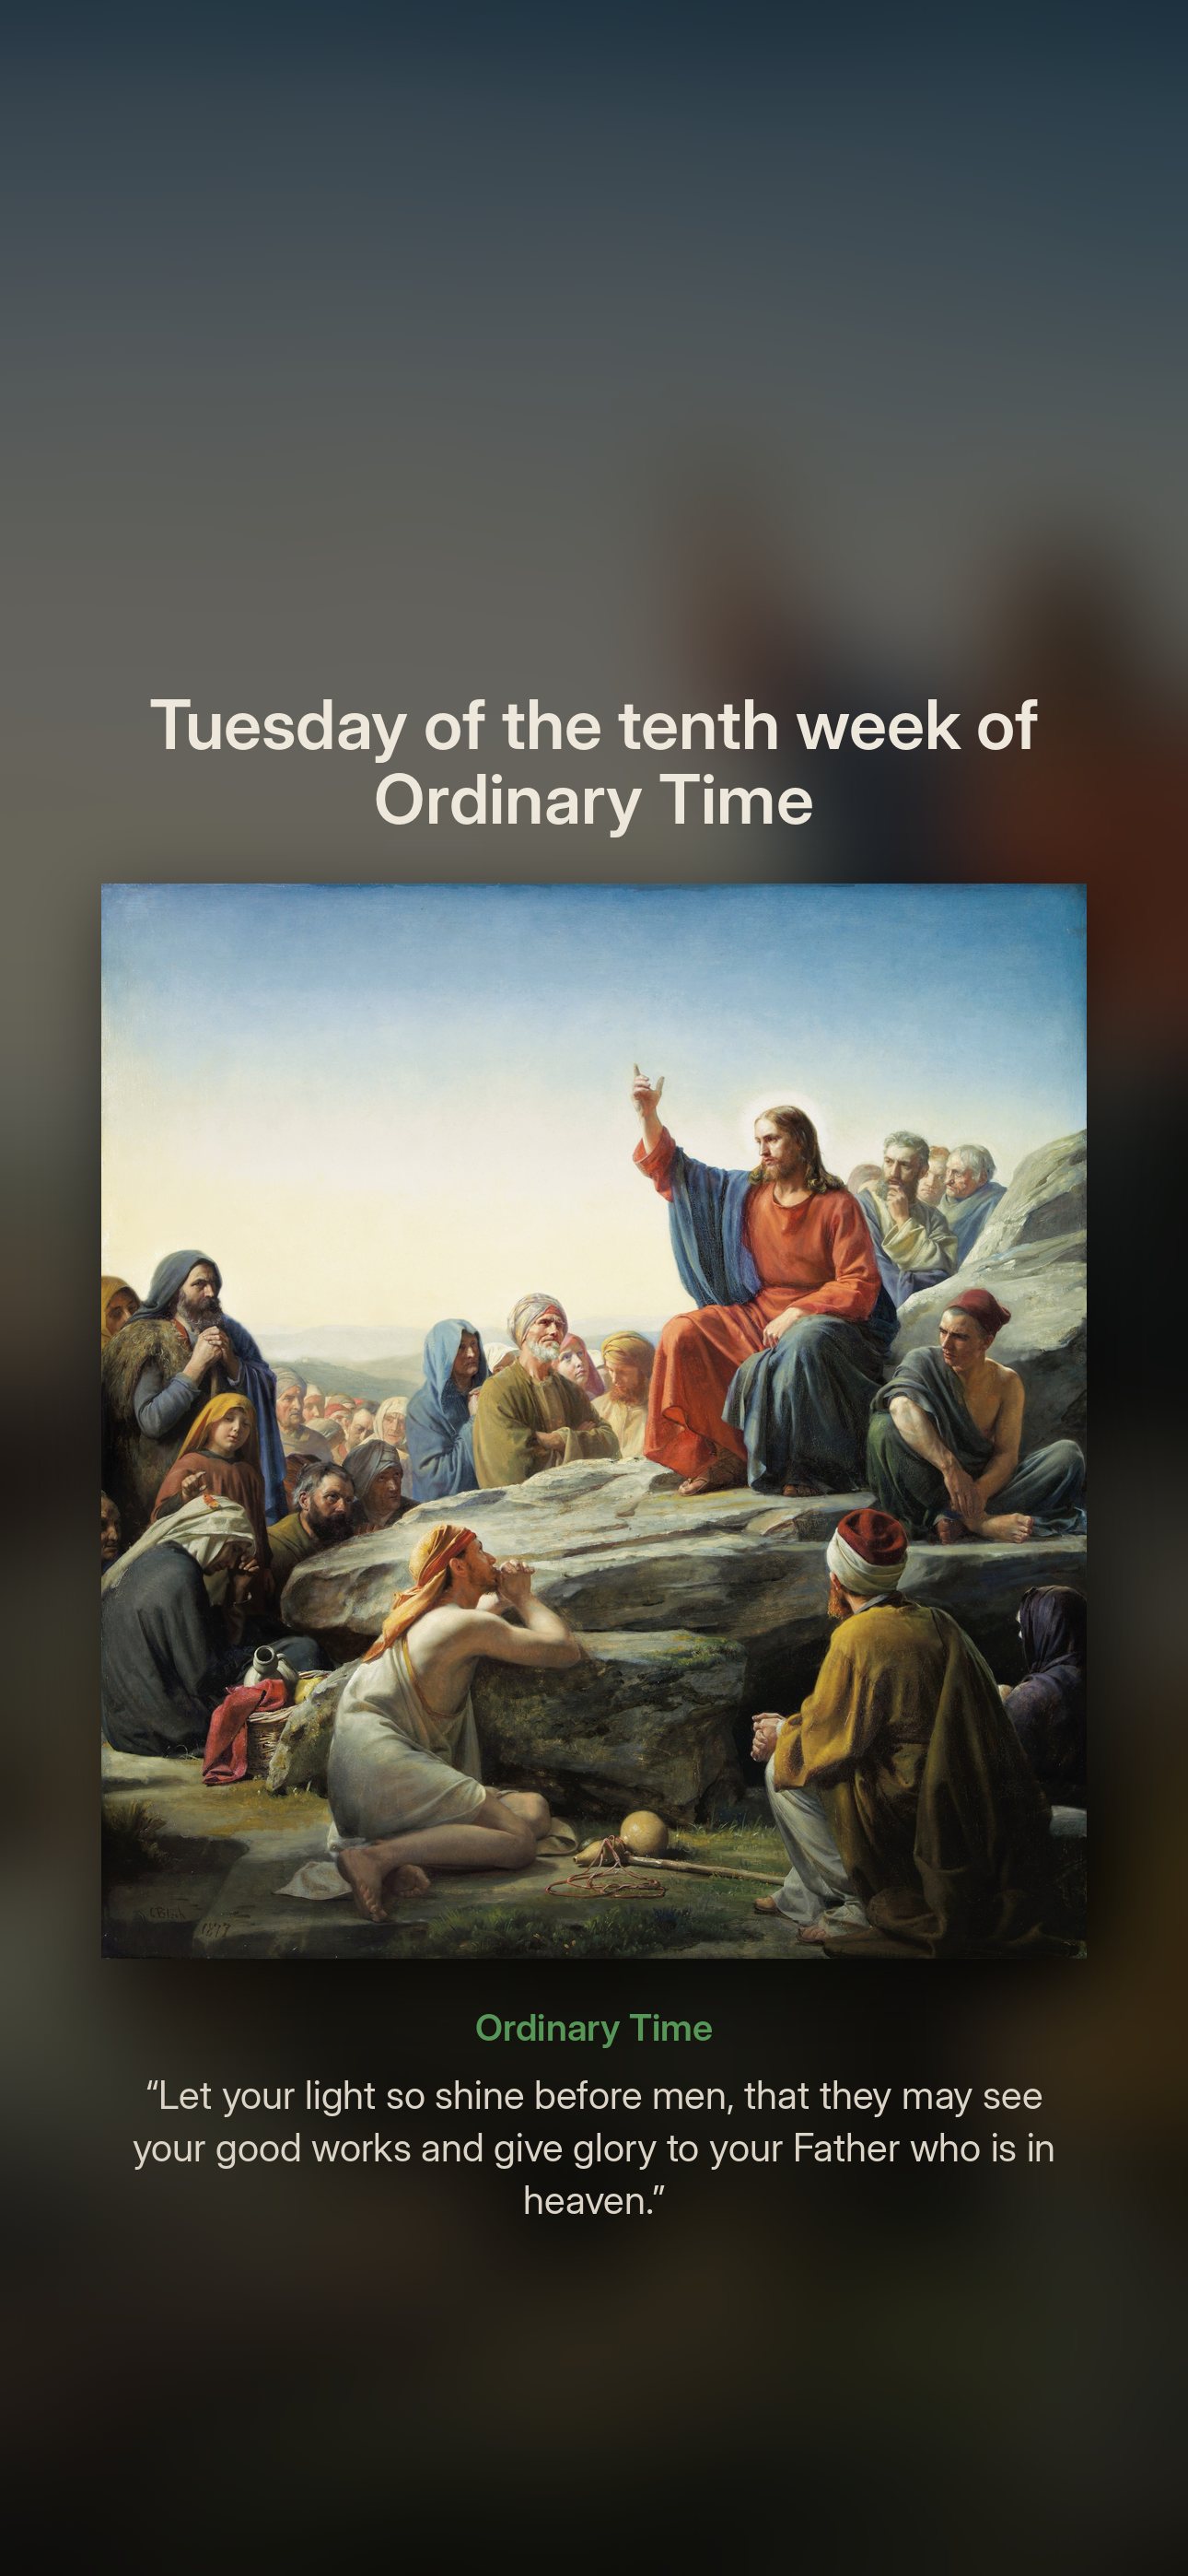 Tuesday of the tenth week of
Ordinary Time
1877
Ordinary Time
“Let your light so shine before men, that they may see
your good works and give glory to your Father who is in
heaven.”